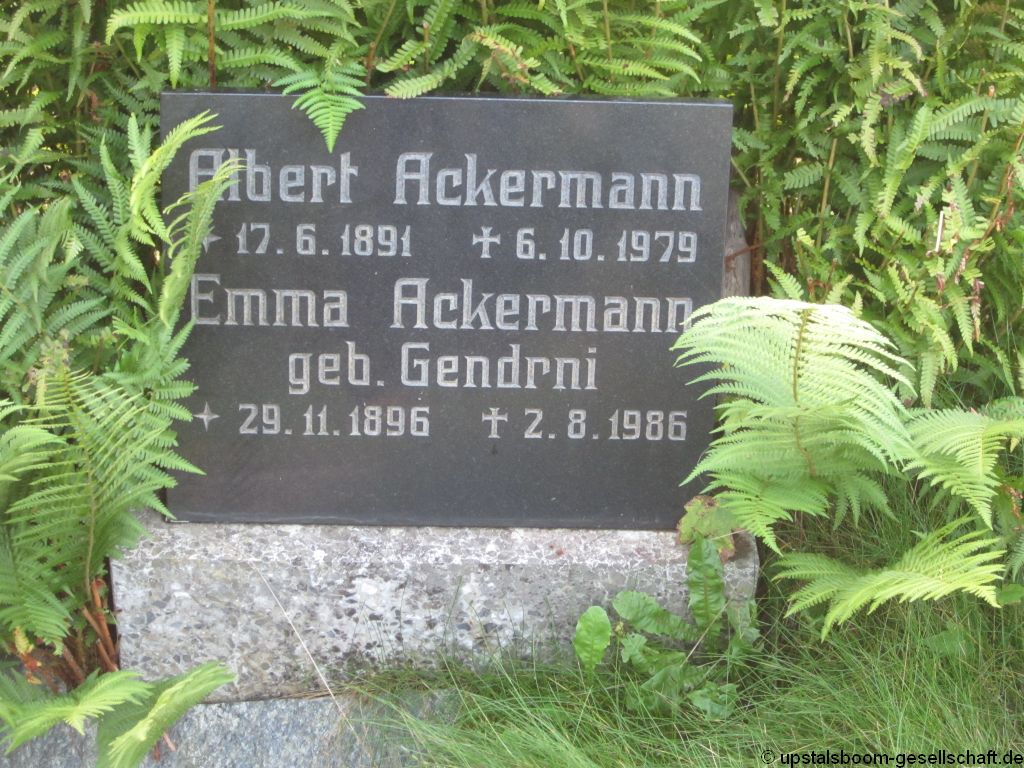 Albert Ackermann
✦ 17. 6. 1891 ✝ 6. 10. 1979
Emma Ackermann
geb. Gendrni
✦ 29. 11. 1896 ✝ 2. 8. 1986
© upstalsboom-gesellschaft.de